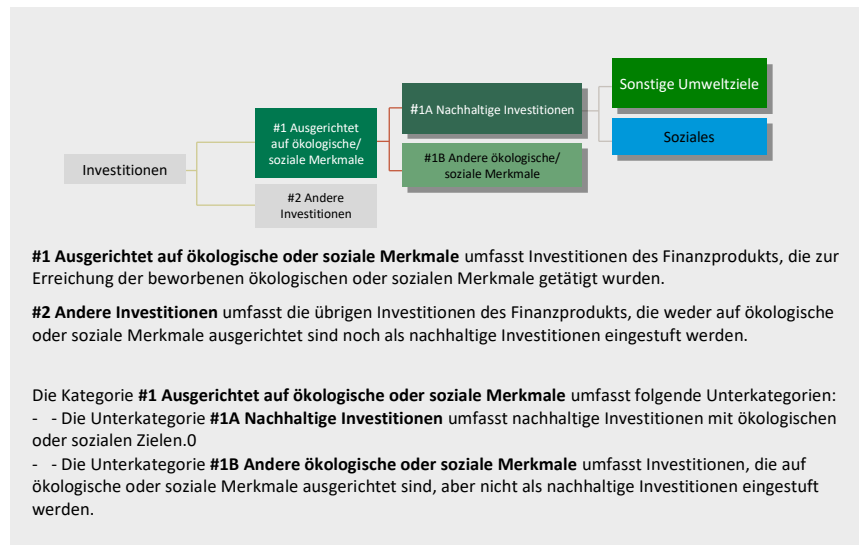 Investitionen
#1 Ausgerichtet
auf ökologische/
soziale Merkmale
#2 Andere
Investitionen
#1A Nachhaltige Investitionen
#1B Andere ökologische/
soziale Merkmale
Sonstige Umweltziele
Soziales
#1 Ausgerichtet auf ökologische oder soziale Merkmale umfasst Investitionen des Finanzprodukts, die zur
Erreichung der beworbenen ökologischen oder sozialen Merkmale getätigt wurden.
#2 Andere Investitionen umfasst die übrigen Investitionen des Finanzprodukts, die weder auf ökologische
oder soziale Merkmale ausgerichtet sind noch als nachhaltige Investitionen eingestuft werden.
Die Kategorie #1 Ausgerichtet auf ökologische oder soziale Merkmale umfasst folgende Unterkategorien:
- - Die Unterkategorie #1A Nachhaltige Investitionen umfasst nachhaltige Investitionen mit ökologischen
oder sozialen Zielen.0
- - Die Unterkategorie #1B Andere ökologische oder soziale Merkmale umfasst Investitionen, die auf
ökologische oder soziale Merkmale ausgerichtet sind, aber nicht als nachhaltige Investitionen eingestuft
werden.